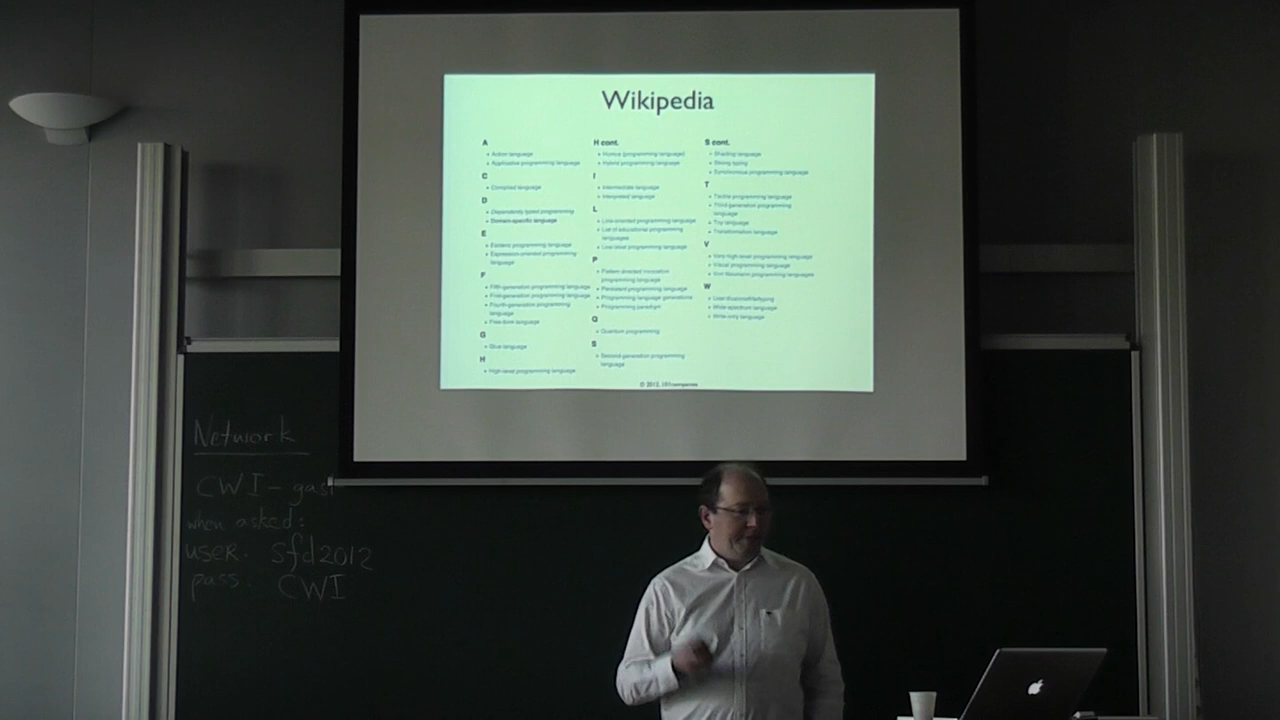 Wikipedia
A
Action language
Applicative programming language
C
Compiled language
D
Dependently typed programming
Domain-specific language
E
Esoteric programming language
Expression-oriented programming
language
F
Fifth-generation programming language
First-generation programming language
Fourth-generation programming
language
Free-form language
G
Glue language
H
High-level programming language
H cont.
Humus (programming language)
Hybrid programming language
I
Intermediate language
Interpreted language
L
Line-oriented programming language
List of educational programming
languages
Low-level programming language
P
Pattern directed invocation
programming language
Persistent programming language
Programming language generations
Programming paradigm
Q
Quantum programming
S
Second-generation programming
language
S cont.
Shading language
Strong typing
Synchronous programming language
T
Tactile programming language
Third-generation programming
language
Toy language
Transformation language
V
Very high-level programming language
Visual programming language
Von Neumann programming languages
W
Wide-spectrum language
Write-only language
© 2012, 101companies
Network
CWI - gast
when asked:
user: sfd2012
pass: CWI